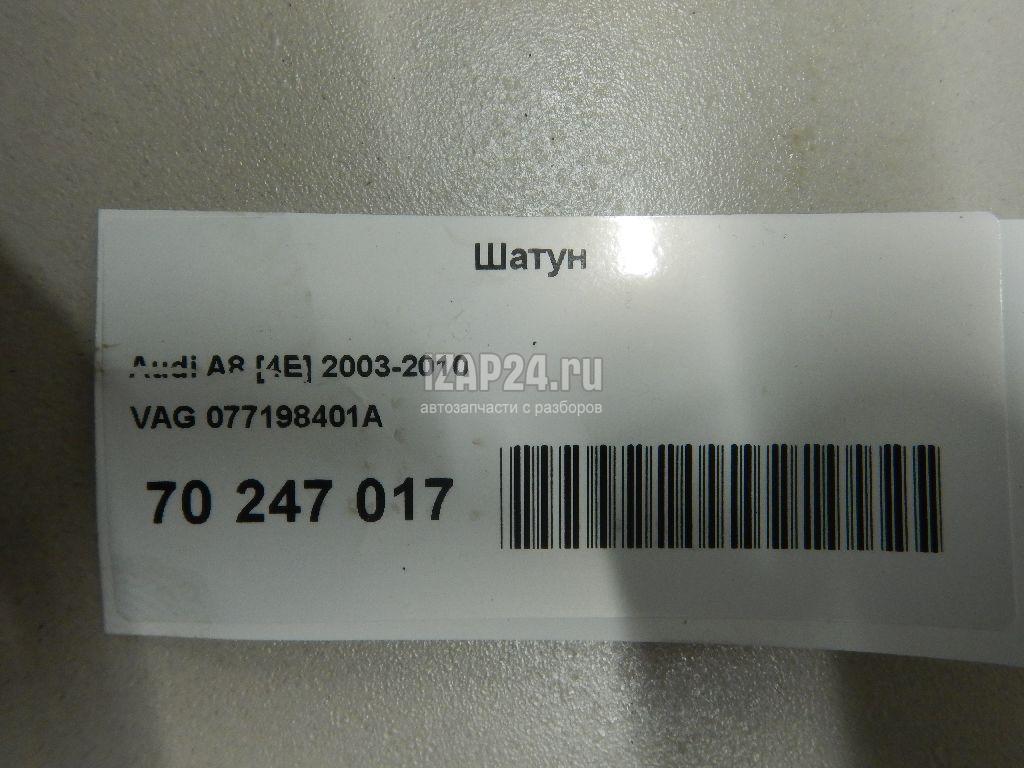 Шатун
Audi A8 [4E] 2003-2010
IZAP24.ru
автозапчасти с разборов
VAG 077198401A
70 247 017